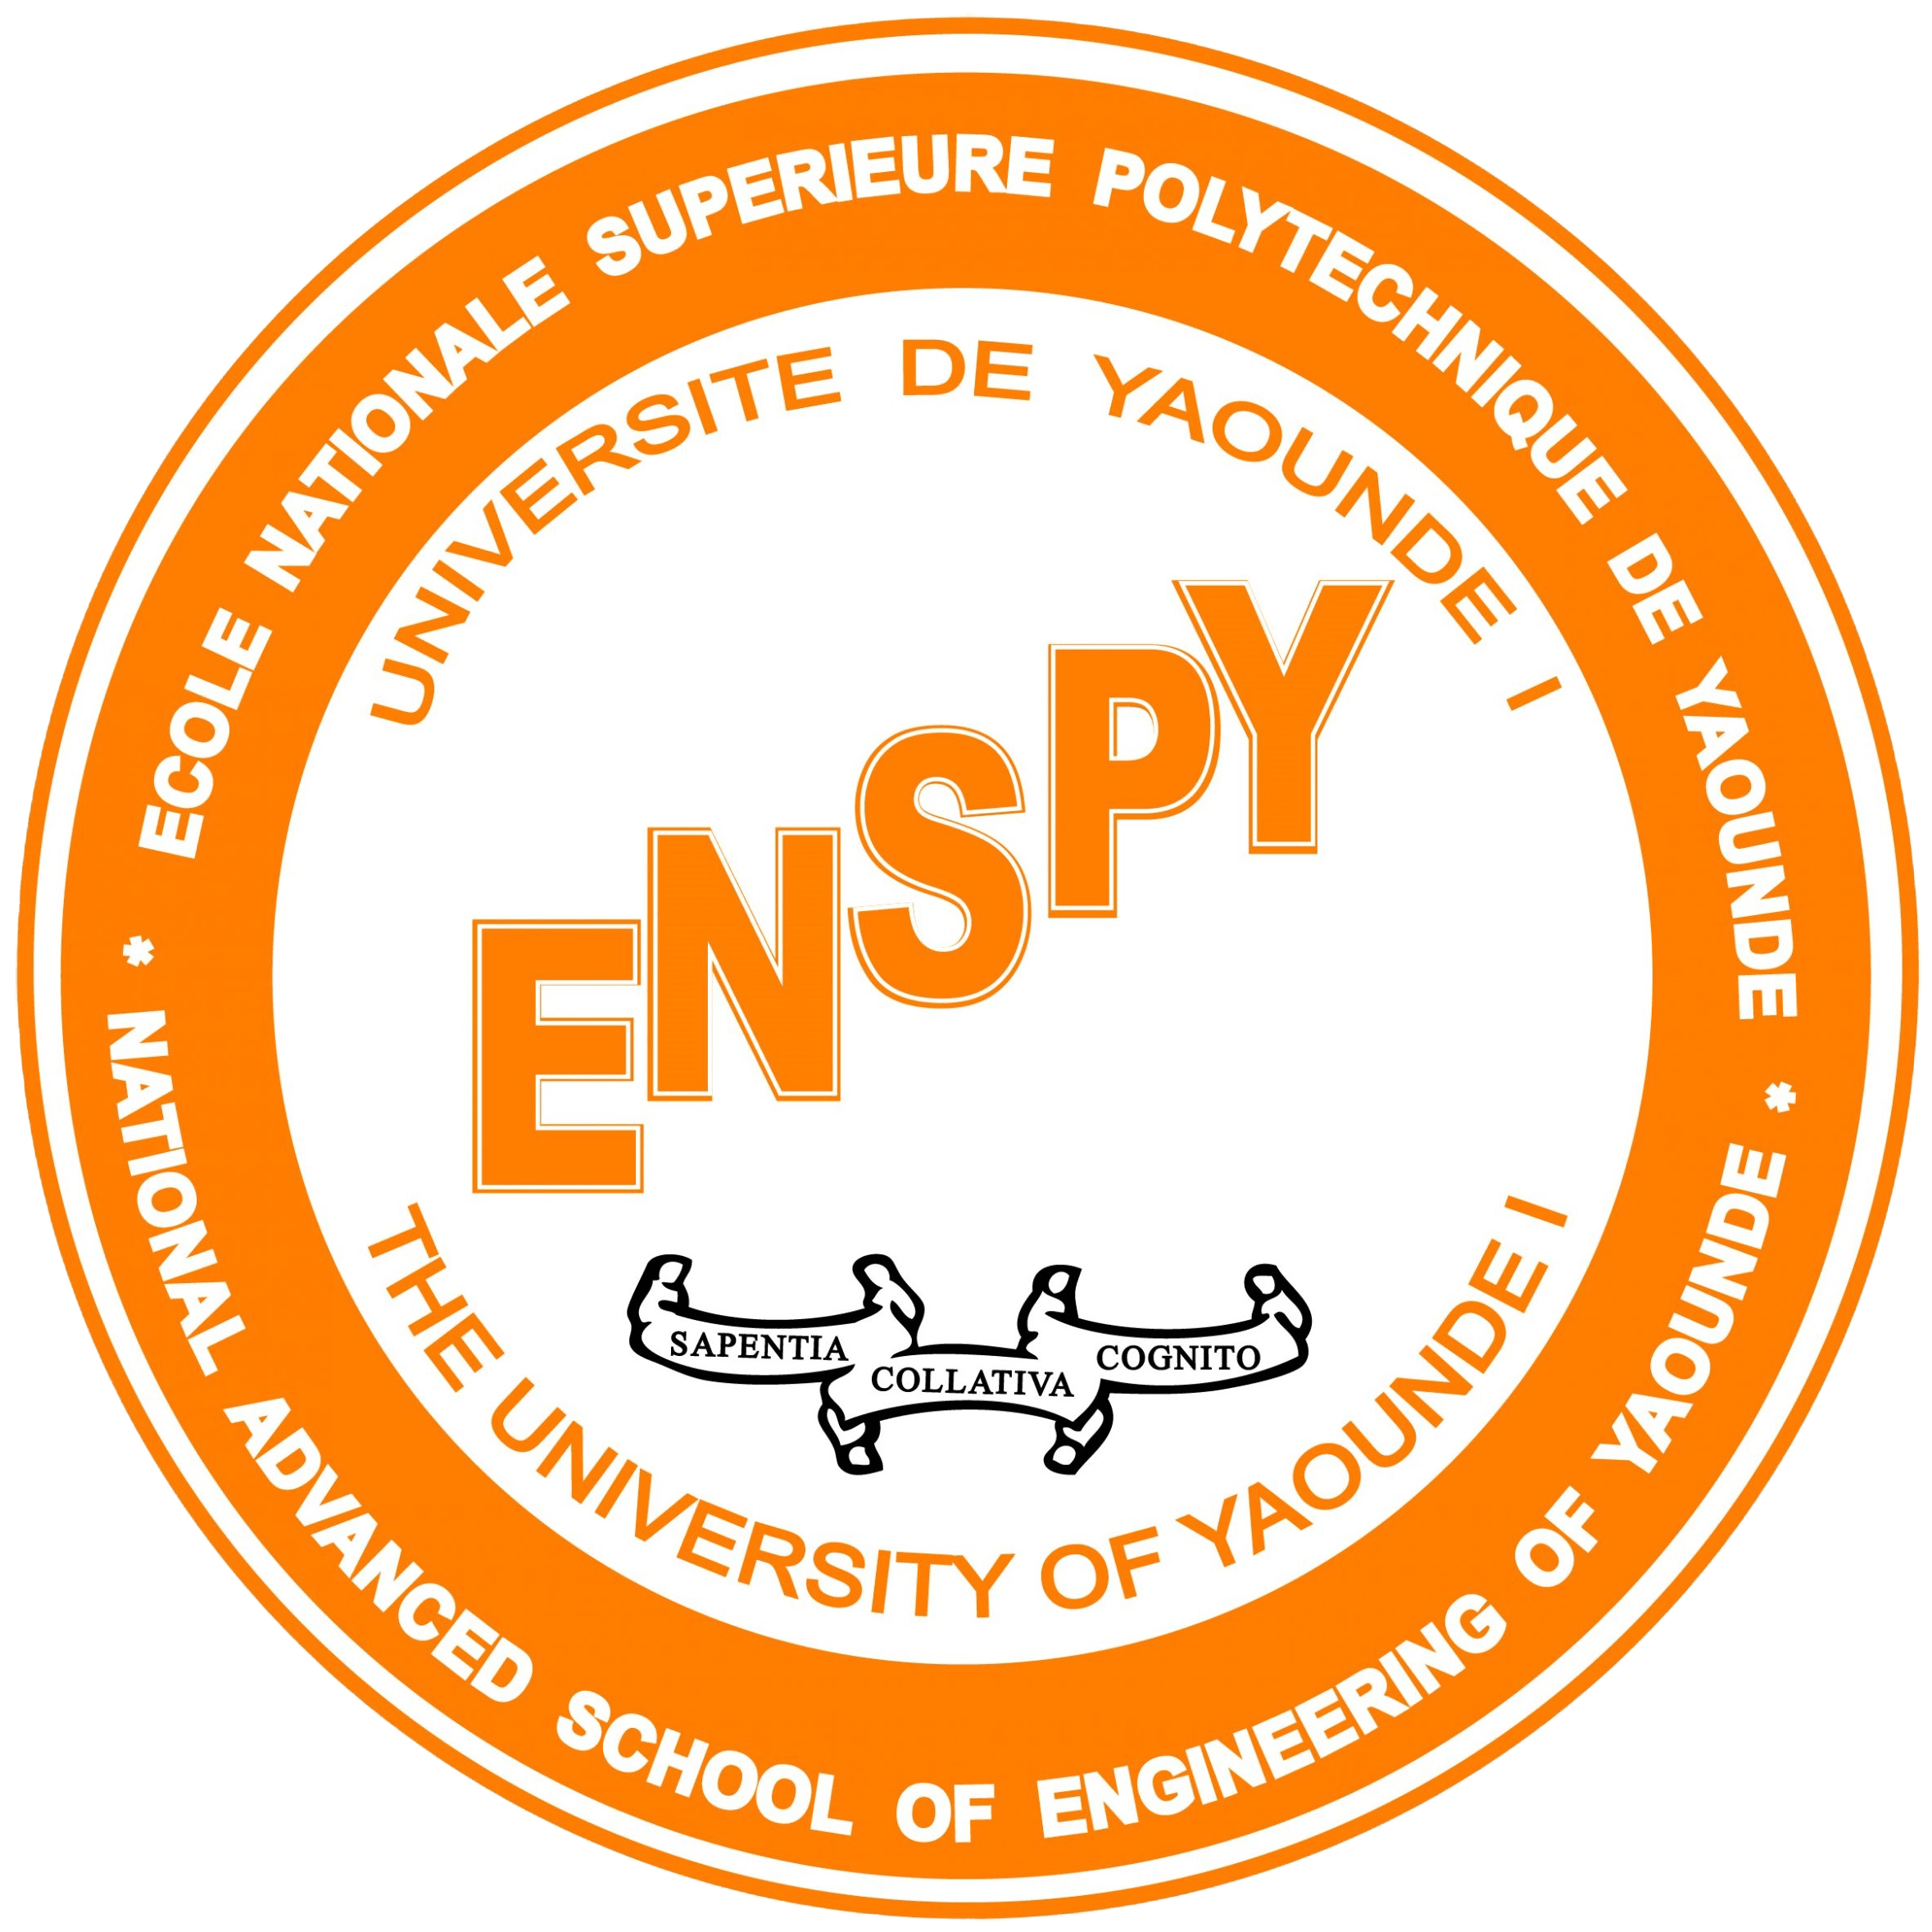 ECOLE NATIONALE SUPERIEURE POLYTECHNIQUE DE YAOUNDE
UNIVERSITE DE YAOUNDE I
ENSPY
SAPENTIA
COLLATIVA
COGNITO
THE UNIVERSITY OF YAOUNDE I
* NATIONAL ADVANCED SCHOOL OF ENGINEERING OF YAOUNDE *